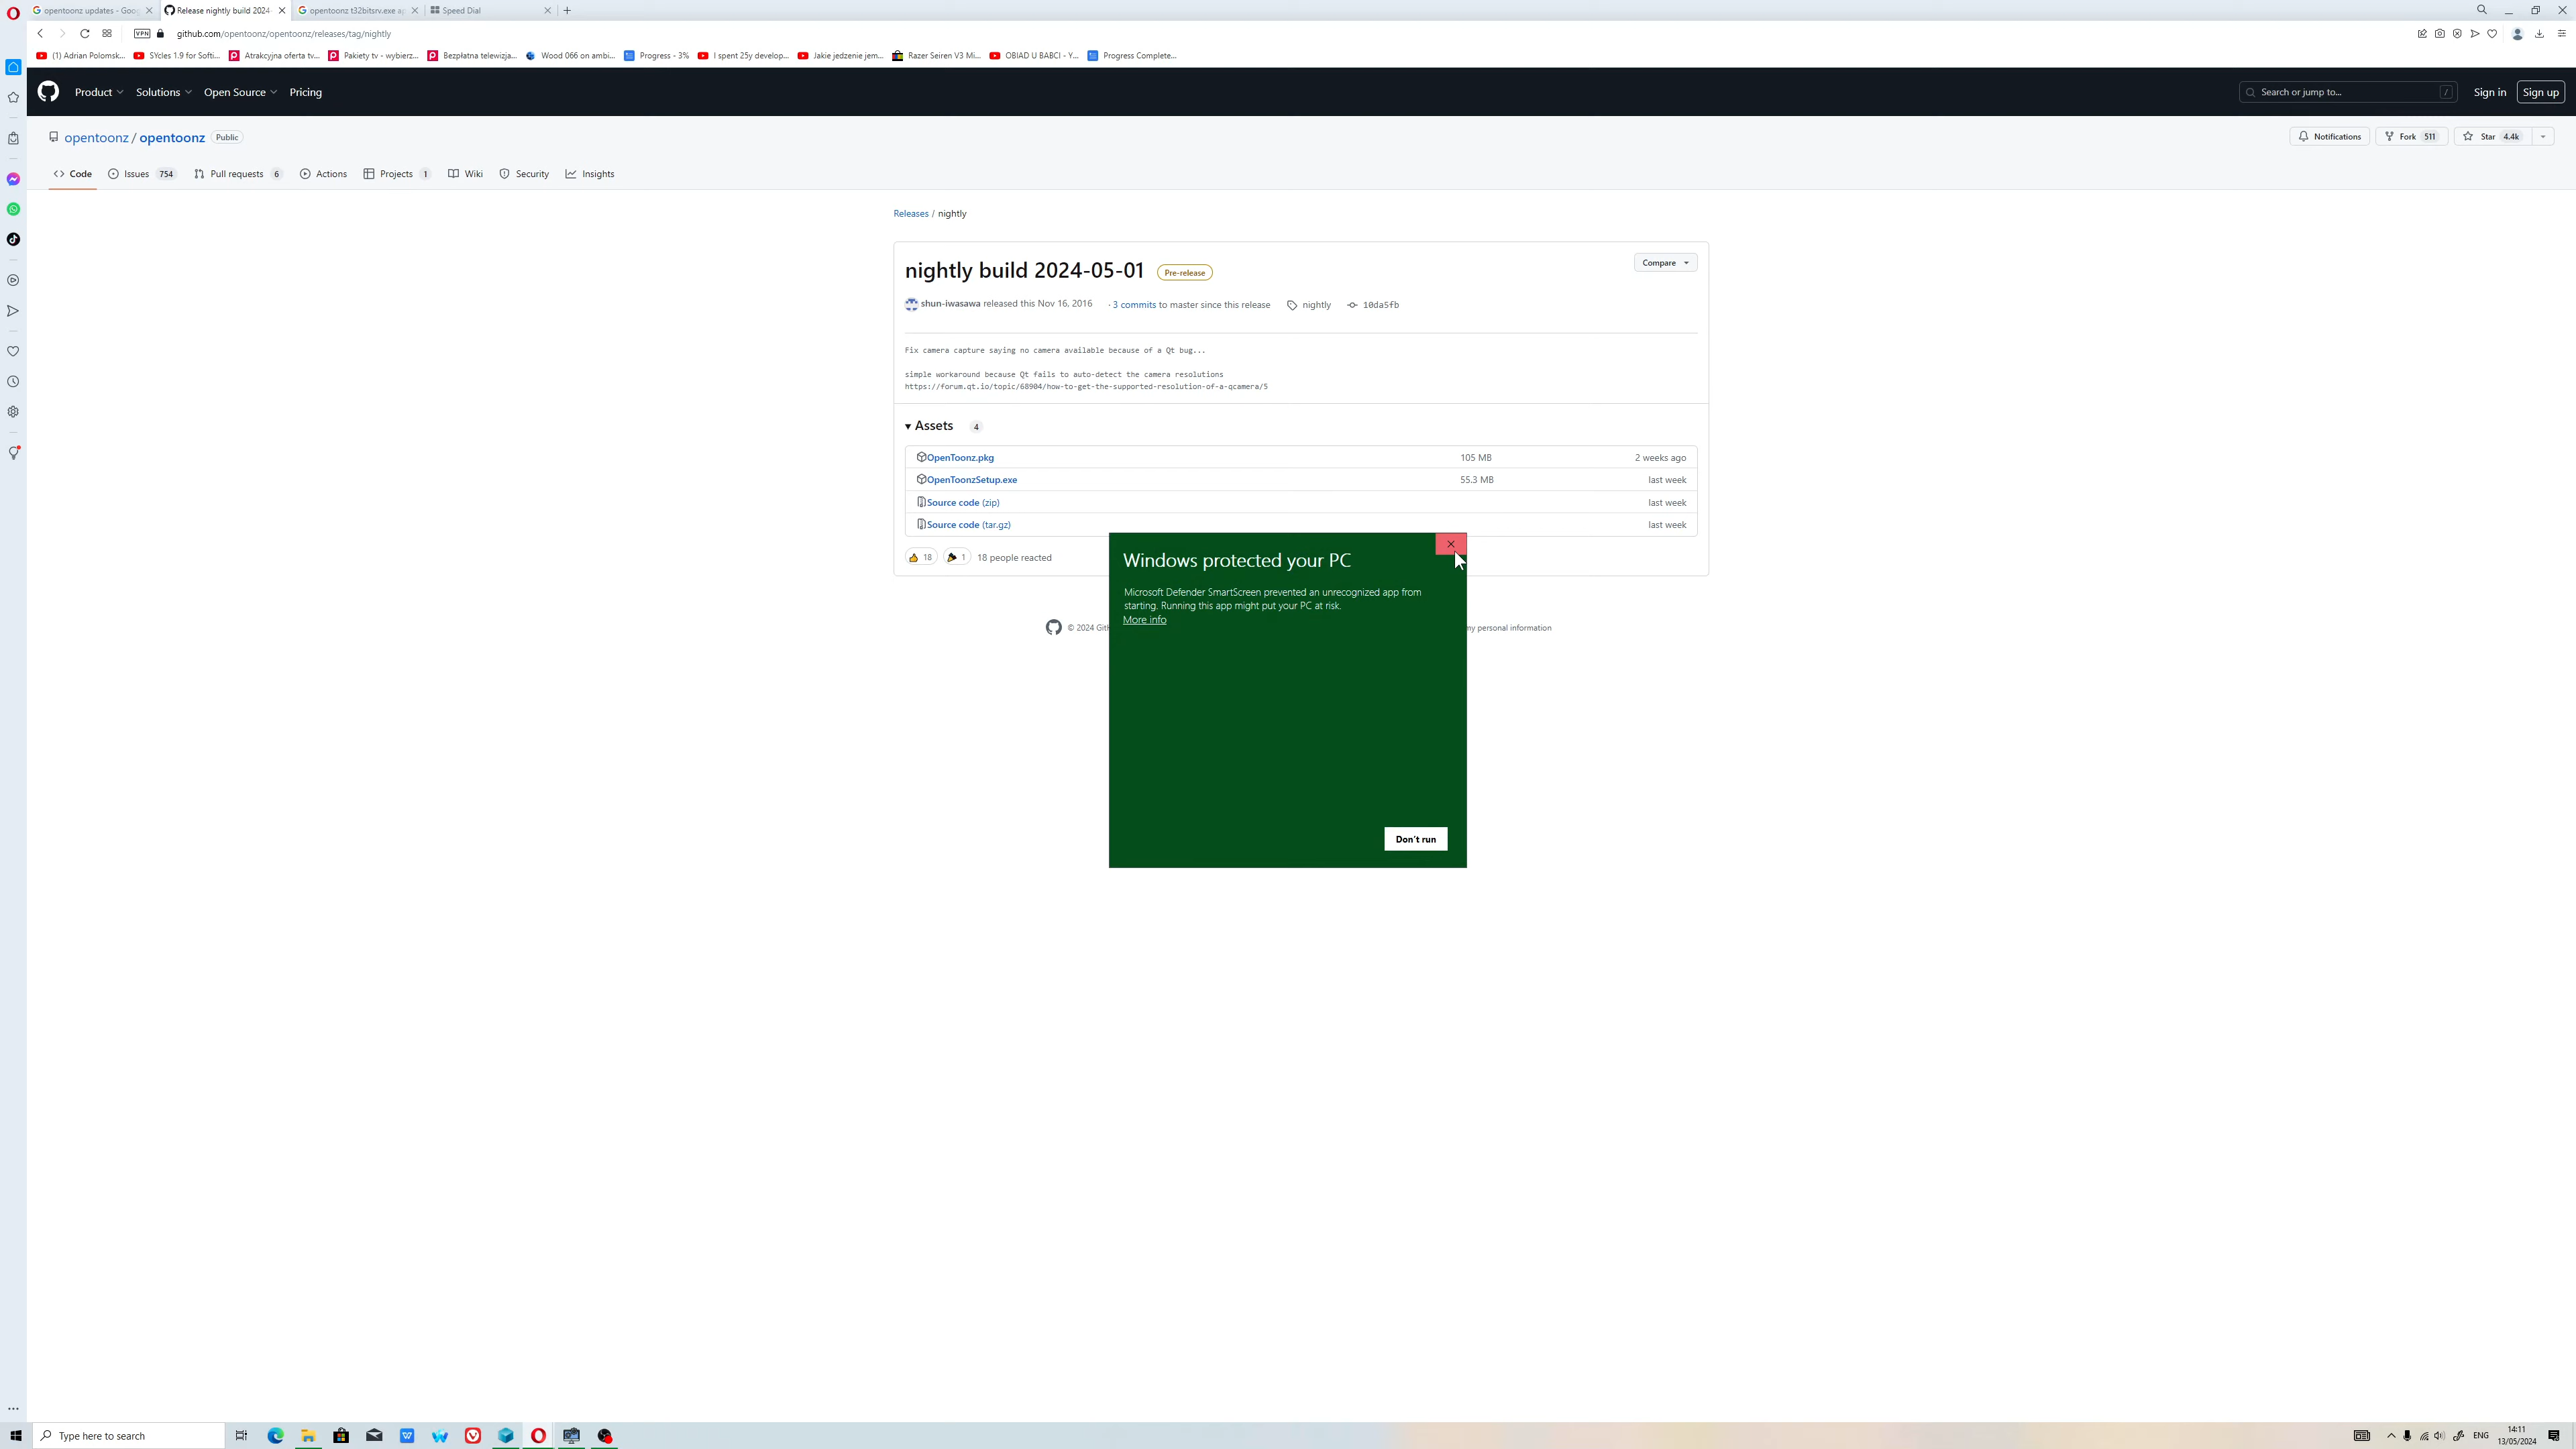 opentoonz updates - Goog
Release nightly build 2024-
opentoonz t32bitsrv.exe ap
Speed Dial
VPN
github.com/opentoonz/opentoonz/releases/tag/nightly
(1) Adrian Polomsk...
SYcles 1.9 for Softi...
Atrakcyjna oferta tv...
Pakiety tv - wybierz...
Bezpłatna telewizja...
Wood 066 on ambi...
Progress - 3%
I spent 25y develop...
Jakie jedzenie jem...
Razer Seiren V3 Mi...
OBIAD U BABCI - Y...
Progress Complete...
Product
Solutions
Open Source
Pricing
Search or jump to...
/
Sign in
Sign up
opentoonz / opentoonz
Public
Notifications
Fork 511
Star 4.4k
Code
Issues 754
Pull requests 6
Actions
Projects 1
Wiki
Security
Insights
Releases / nightly
nightly build 2024-05-01
Pre-release
Compare
shun-iwasawa released this Nov 16, 2016
· 3 commits to master since this release
nightly
10da5fb
Fix camera capture saying no camera available because of a Qt bug...
simple workaround because Qt fails to auto-detect the camera resolutions
https://forum.qt.io/topic/68904/how-to-get-the-supported-resolution-of-a-qcamera/5
Assets 4
OpenToonz.pkg 105 MB 2 weeks ago
OpenToonzSetup.exe 55.3 MB last week
Source code (zip) last week
Source code (tar.gz) last week
18
1
18 people reacted
Windows protected your PC
Microsoft Defender SmartScreen prevented an unrecognized app from
starting. Running this app might put your PC at risk.
More info
Don't run
© 2024 Git
my personal information
Type here to search
ENG
14:11
13/05/2024